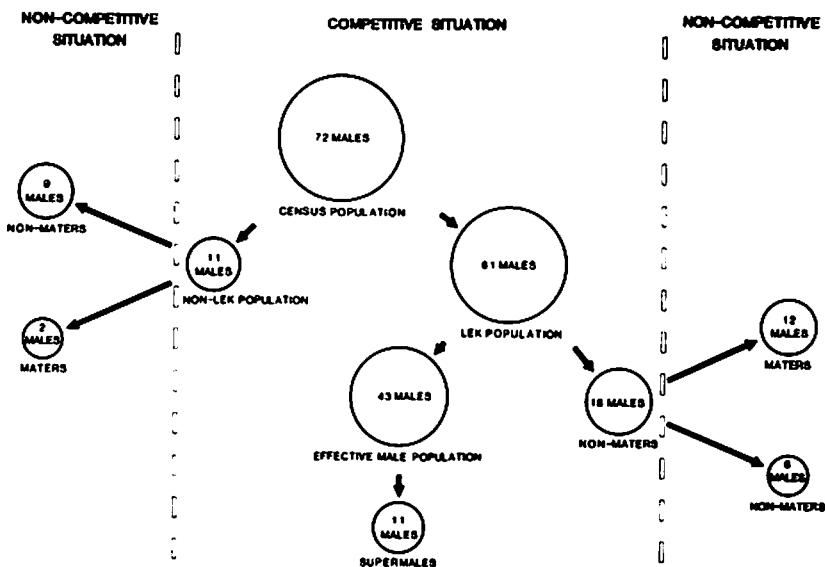 NON-COMPETITIVE
SITUATION
COMPETITIVE SITUATION
NON-COMPETITIVE
SITUATION
72 MALES
CENSUS POPULATION
9
MALES
NON-MATERS
11
MALES
NON-LEK POPULATION
61 MALES
LEK POPULATION
2
MALES
MATERS
12
MALES
MATERS
43 MALES
EFFECTIVE MALE POPULATION
18 MALES
NON-MATERS
6
MALES
NON-MATERS
11
MALES
SUPERMALES